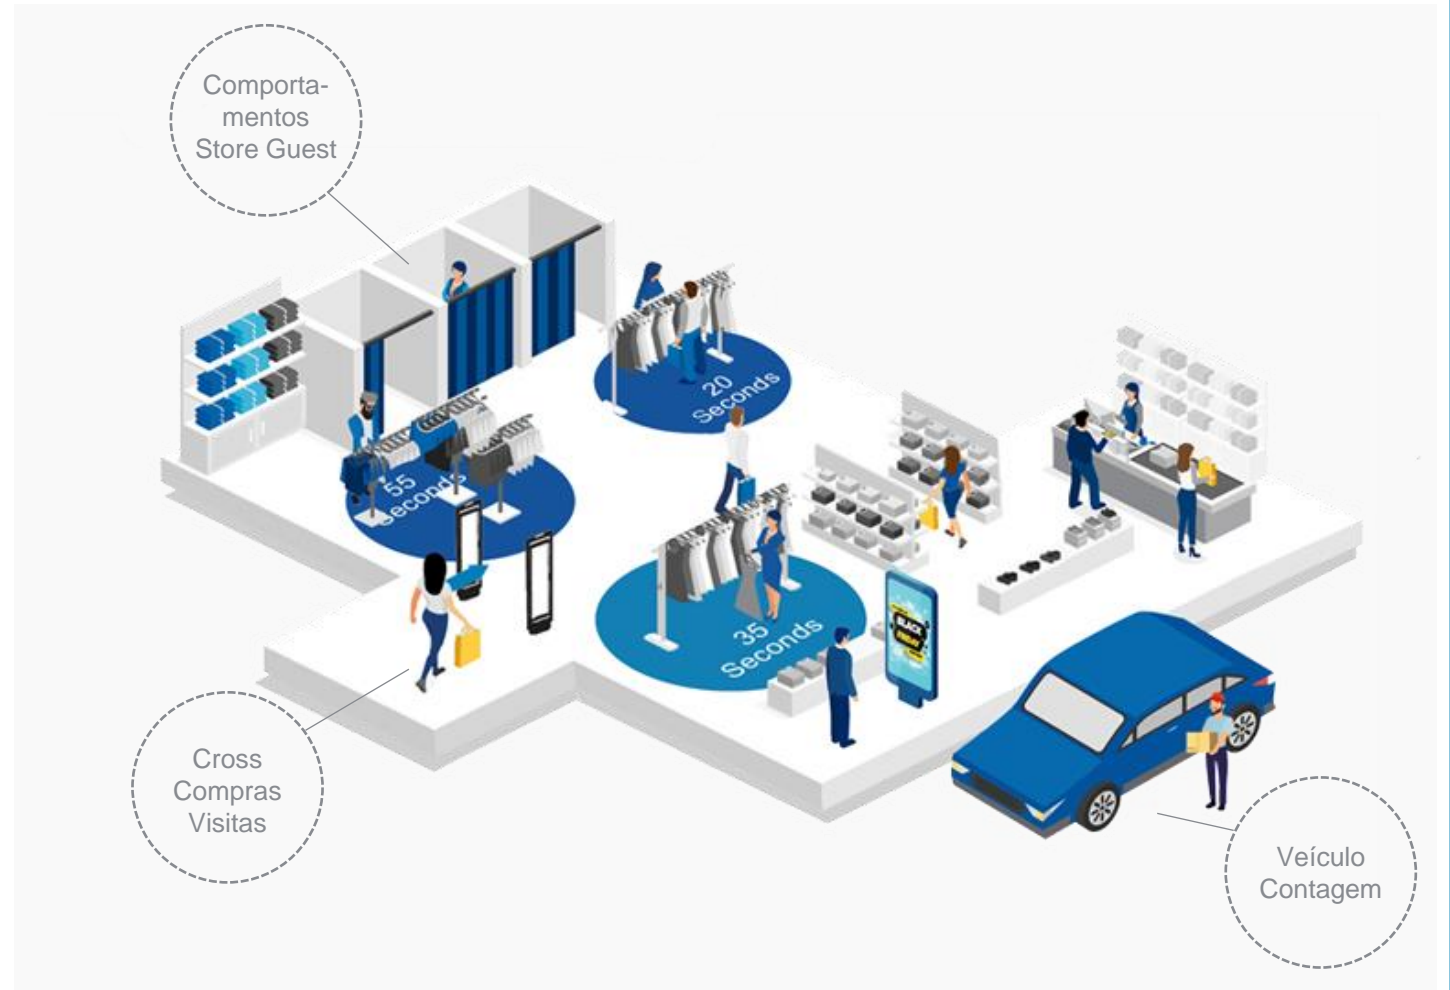 Comporta-
mentos
Store Guest
20
Seconds
55
Seconds
35
Seconds
BLACK
FRIDAY
Cross
Compras
Visitas
Veículo
Contagem